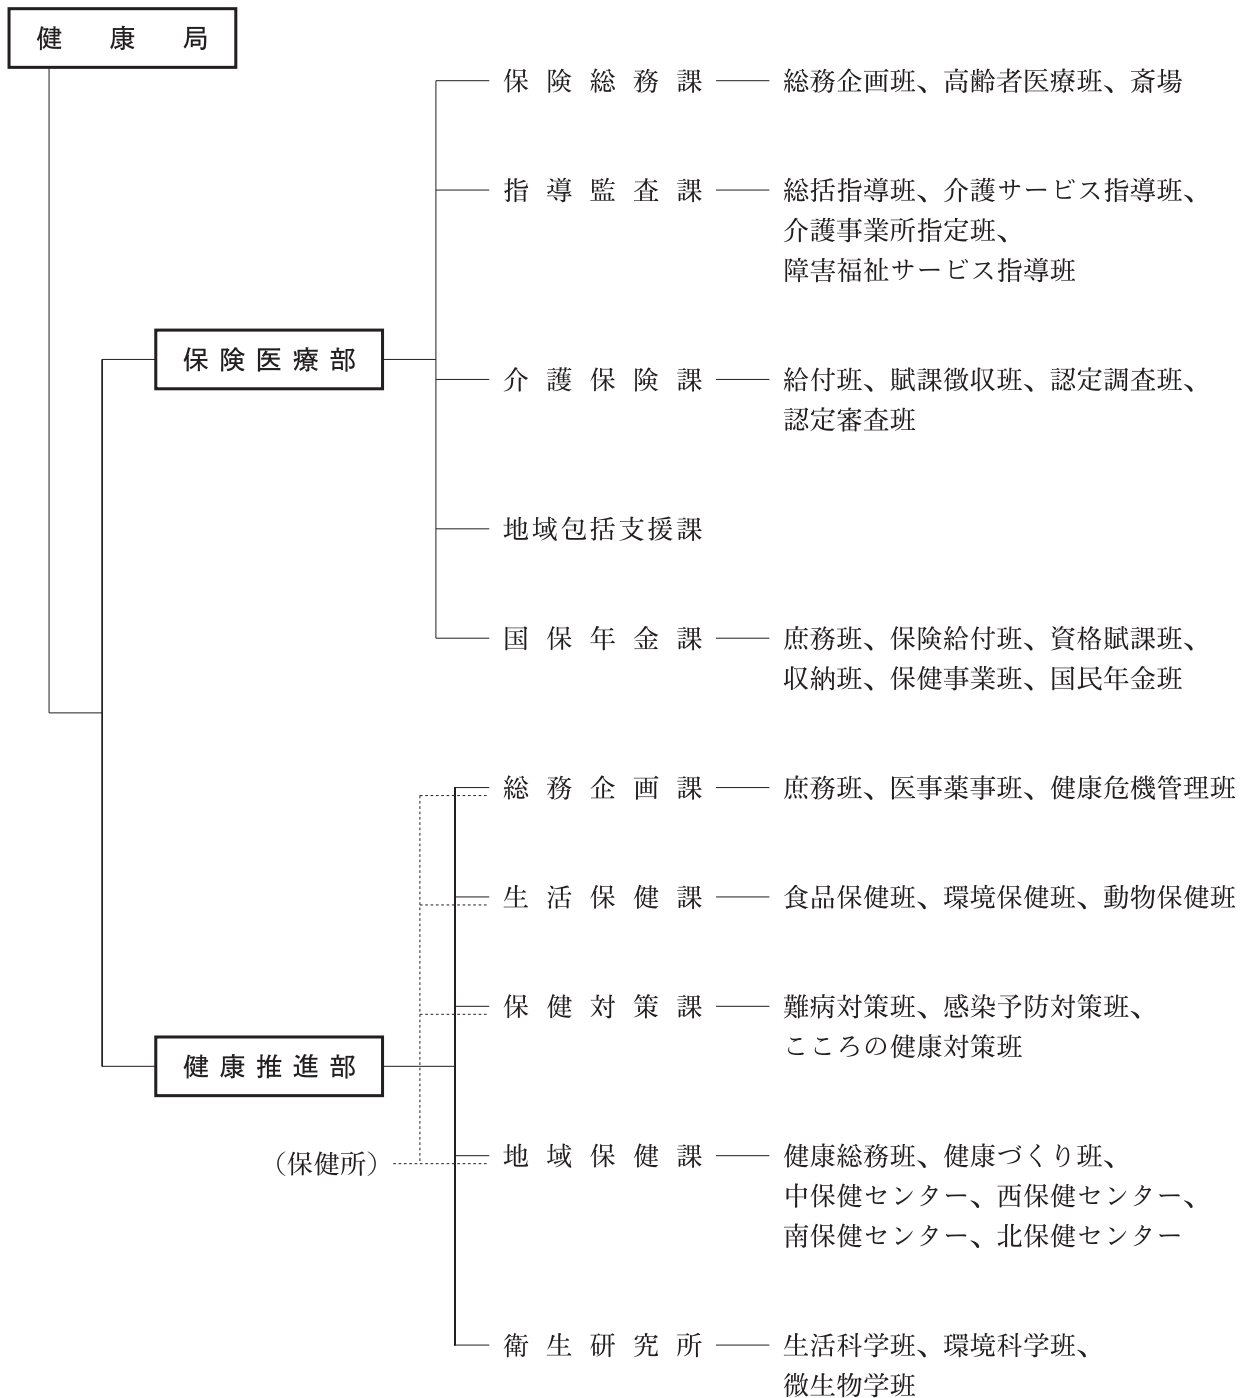 健康局
保険総務課 総務企画班、高齢者医療班、斎場
指導監査課 総括指導班、介護サービス指導班、
介護事業所指定班、
障害福祉サービス指導班
保険医療部
介護保険課 給付班、賦課徴収班、認定調査班、
認定審査班
地域包括支援課
国保年金課 庶務班、保険給付班、資格賦課班、
収納班、保健事業班、国民年金班
総務企画課 庶務班、医事薬事班、健康危機管理班
生活保健課 食品保健班、環境保健班、動物保健班
保健対策課 難病対策班、感染予防対策班、
こころの健康対策班
健康推進部
(保健所)
地域保健課 健康総務班、健康づくり班、
中保健センター、西保健センター、
南保健センター、北保健センター
衛生研究所 生活科学班、環境科学班、
微生物学班